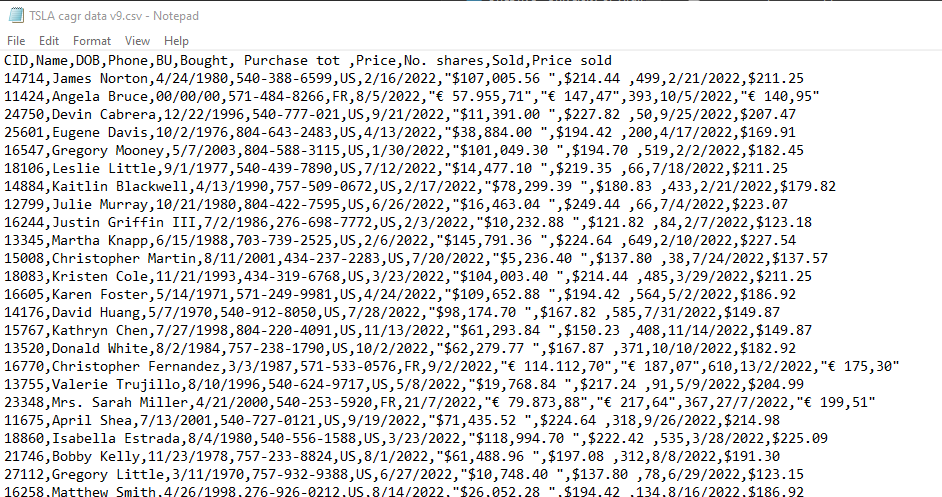 TSLA cagr data v9.csv - Notepad
File Edit Format View Help
CID,Name,DOB,Phone,BU,Bought, Purchase tot ,Price,No. shares,Sold,Price sold
14714,James Norton,4/24/1980,540-388-6599,US,2/16/2022,"$107,005.56 ",$214.44 ,499,2/21/2022,$211.25
11424,Angela Bruce,00/00/00,571-484-8266,FR,8/5/2022,"€ 57.955,71","€ 147,47",393,10/5/2022,"€ 140,95"
24750,Devin Cabrera,12/22/1996,540-777-021,US,9/21/2022,"$11,391.00 ",$227.82 ,50,9/25/2022,$207.47
25601,Eugene Davis,10/2/1976,804-643-2483,US,4/13/2022,"$38,884.00 ",$194.42 ,200,4/17/2022,$169.91
16547,Gregory Mooney,5/7/2003,804-588-3115,US,1/30/2022,"$101,049.30 ",$194.70 ,519,2/2/2022,$182.45
18106,Leslie Little,9/1/1977,540-439-7890,US,7/12/2022,"$14,477.10 ",$219.35 ,66,7/18/2022,$211.25
14884,Kaitlin Blackwell,4/13/1990,757-509-0672,US,2/17/2022,"$78,299.39 ",$180.83 ,433,2/21/2022,$179.82
12799,Julie Murray,10/21/1980,804-422-7595,US,6/26/2022,"$16,463.04 ",$249.44 ,66,7/4/2022,$223.07
16244,Justin Griffin III,7/2/1986,276-698-7772,US,2/3/2022,"$10,232.88 ",$121.82 ,84,2/7/2022,$123.18
13345,Martha Knapp,6/15/1988,703-739-2525,US,2/6/2022,"$145,791.36 ",$224.64 ,649,2/10/2022,$227.54
15008,Christopher Martin,8/11/2001,434-237-2283,US,7/20/2022,"$5,236.40 ",$137.80 ,38,7/24/2022,$137.57
18083,Kristen Cole,11/21/1993,434-319-6768,US,3/23/2022,"$104,003.40 ",$214.44 ,485,3/29/2022,$211.25
16605,Karen Foster,5/14/1971,571-249-9981,US,4/24/2022,"$109,652.88 ",$194.42 ,564,5/2/2022,$186.92
14176,David Huang,5/7/1970,540-912-8050,US,7/28/2022,"$98,174.70 ",$167.82 ,585,7/31/2022,$149.87
15767,Kathryn Chen,7/27/1998,804-220-4091,US,11/13/2022,"$61,293.84 ",$150.23 ,408,11/14/2022,$149.87
13520,Donald White,8/2/1984,757-238-1790,US,10/2/2022,"$62,279.77 ",$167.87 ,371,10/10/2022,$182.92
16770,Christopher Fernandez,3/3/1987,571-533-0576,FR,9/2/2022,"€ 114.112,70","€ 187,07",610,13/2/2022,"€ 175,30"
13755,Valerie Trujillo,8/10/1996,540-624-9717,US,5/8/2022,"$19,768.84 ",$217.24 ,91,5/9/2022,$204.99
23348,Mrs. Sarah Miller,4/21/2000,540-253-5920,FR,21/7/2022,"€ 79.873,88","€ 217,64",367,27/7/2022,"€ 199,51"
11675,April Shea,7/13/2001,540-727-0121,US,9/19/2022,"$71,435.52 ",$224.64 ,318,9/26/2022,$214.98
18860,Isabella Estrada,8/4/1980,540-556-1588,US,3/23/2022,"$118,994.70 ",$222.42 ,535,3/28/2022,$225.09
21746,Bobby Kelly,11/23/1978,757-233-8824,US,8/1/2022,"$61,488.96 ",$197.08 ,312,8/8/2022,$191.30
27112,Gregory Little,3/11/1970,757-932-9388,US,6/27/2022,"$10,748.40 ",$137.80 ,78,6/29/2022,$123.15
16258,Matthew Smith,4/26/1998,276-926-0212,US,8/14/2022,"$26,052.28 ",$194.42 ,134,8/16/2022,$186.92